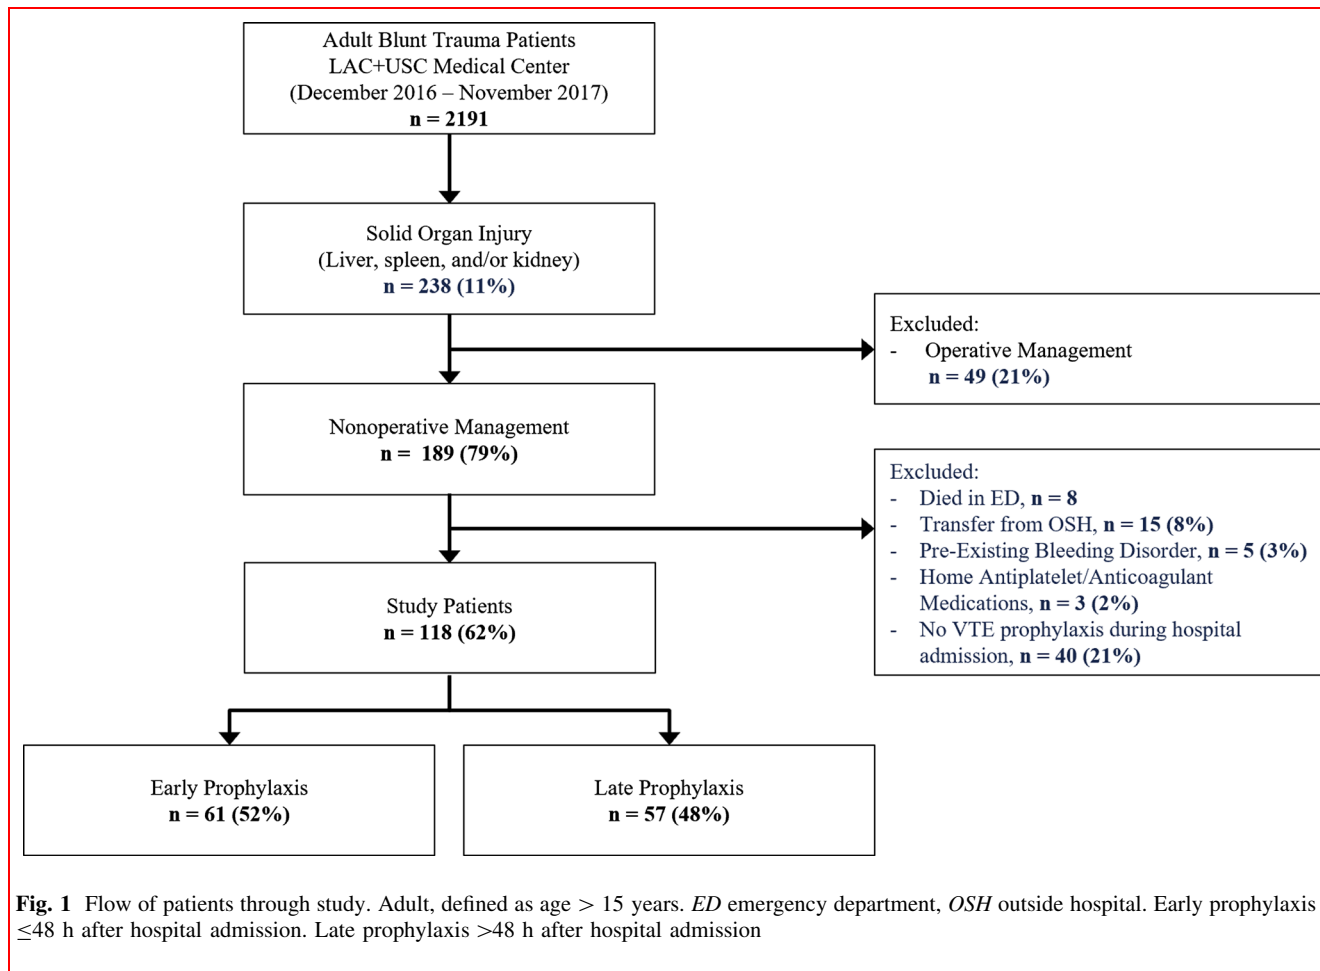 Adult Blunt Trauma Patients
LAC+USC Medical Center
(December 2016 – November 2017)
n = 2191
Solid Organ Injury
(Liver, spleen, and/or kidney)
n = 238 (11%)
Excluded:
- Operative Management
n = 49 (21%)
Nonoperative Management
n = 189 (79%)
Excluded:
- Died in ED, n = 8
- Transfer from OSH, n = 15 (8%)
- Pre-Existing Bleeding Disorder, n = 5 (3%)
- Home Antiplatelet/Anticoagulant
Medications, n = 3 (2%)
- No VTE prophylaxis during hospital
admission, n = 40 (21%)
Study Patients
n = 118 (62%)
Early Prophylaxis
n = 61 (52%)
Late Prophylaxis
n = 57 (48%)
Fig. 1 Flow of patients through study. Adult, defined as age > 15 years. ED emergency department, OSH outside hospital. Early prophylaxis
≤48 h after hospital admission. Late prophylaxis >48 h after hospital admission